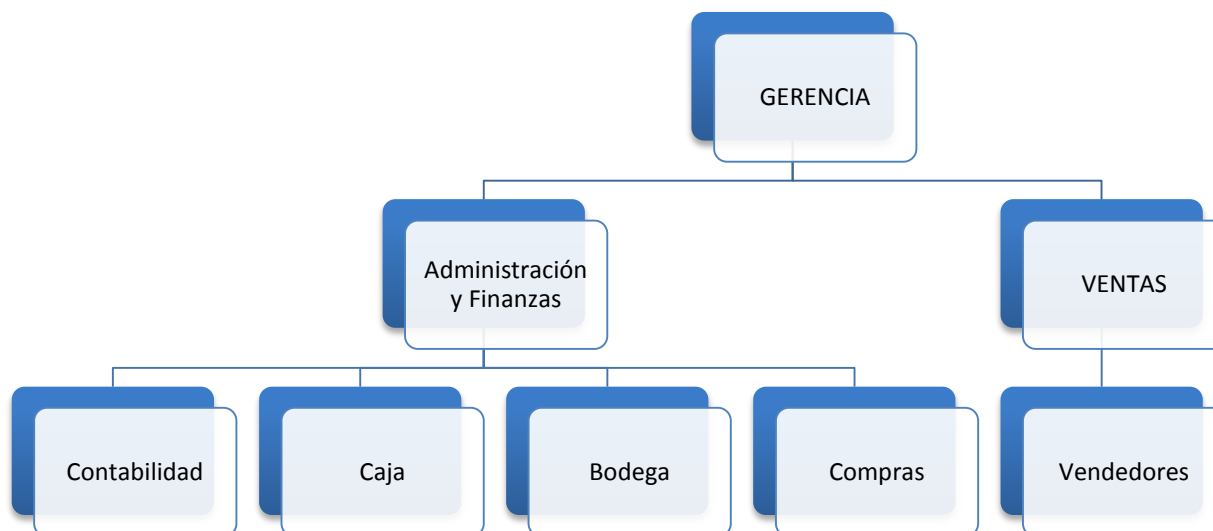 GERENCIA
Administración
y Finanzas
VENTAS
Contabilidad
Caja
Bodega
Compras
Vendedores